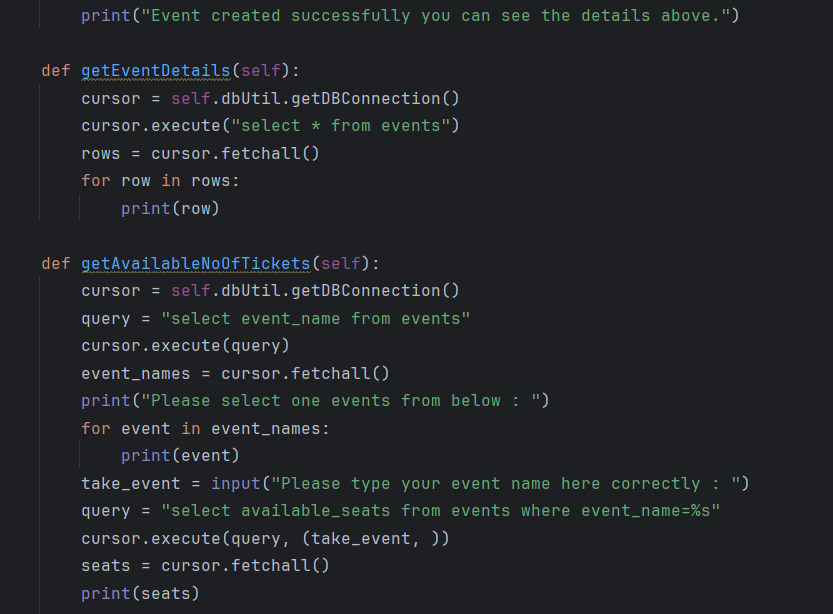 print("Event created successfully you can see the details above.")
def getEventDetails(self):
cursor = self.dbUtil.getDBConnection()
cursor.execute("select * from events")
rows = cursor.fetchall()
for row in rows:
print(row)
def getAvailableNoOfTickets(self):
cursor = self.dbUtil.getDBConnection()
query = "select event_name from events"
cursor.execute(query)
event_names = cursor.fetchall()
print("Please select one events from below : ")
for event in event_names:
print(event)
take_event = input("Please type your event name here correctly : ")
query = "select available_seats from events where event_name=%s"
cursor.execute(query, (take_event, ))
seats = cursor.fetchall()
print(seats)